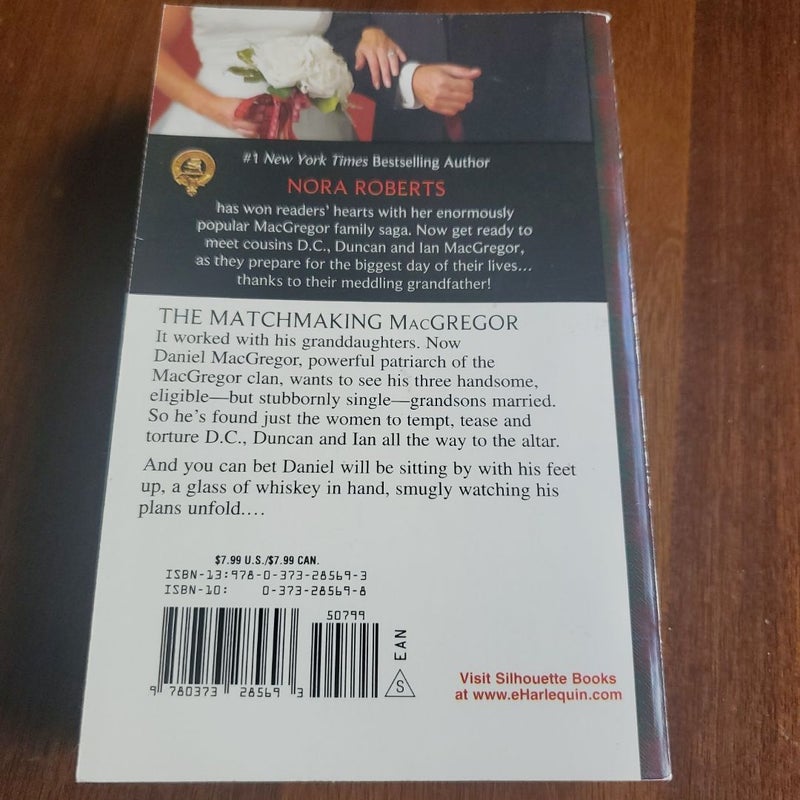 #1 New York Times Bestselling Author
NORA ROBERTS
has won readers' hearts with her enormously
popular MacGregor family saga. Now get ready to
meet cousins D.C., Duncan and Ian MacGregor,
as they prepare for the biggest day of their lives...
thanks to their meddling grandfather!
THE MATCHMAKING MACGREGOR
It worked with his granddaughters. Now
Daniel MacGregor, powerful patriarch of the
MacGregor clan, wants to see his three handsome,
eligible—but stubbornly single—grandsons married.
So he's found just the women to tempt, tease and
torture D.C., Duncan and Ian all the way to the altar.
And you can bet Daniel will be sitting by with his feet
up, a glass of whiskey in hand, smugly watching his
plans unfold....
$7.99 U.S./$7.99 CAN.
ISBN-13:978-0-373-28569-3
ISBN-10: 0-373-28569-8
50799
9 780373 28569 3
EAN
S
Visit Silhouette Books
at www.eHarlequin.com